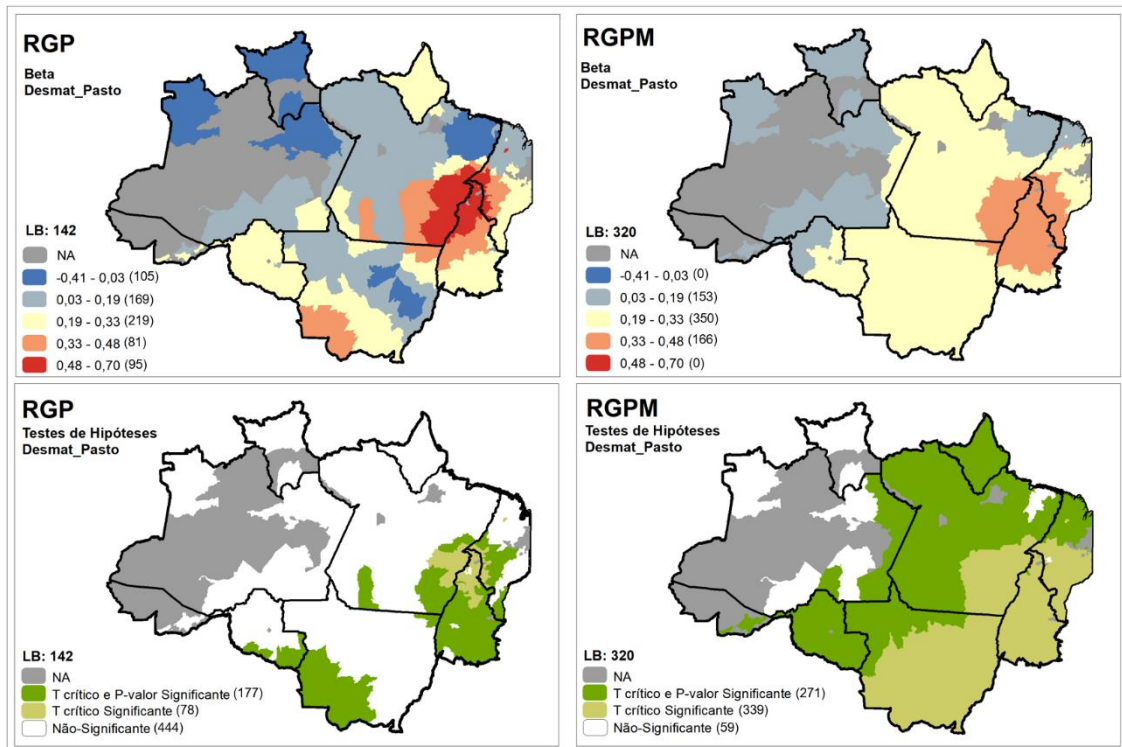 RGP
Beta
Desmat_Pasto
LB: 142
NA
-0,41 - 0,03 (105)
0,03 - 0,19 (169)
0,19 - 0,33 (219)
0,33 - 0,48 (81)
0,48 - 0,70 (95)
RGPM
Beta
Desmat_Pasto
LB: 320
NA
-0,41 - 0,03 (0)
0,03 - 0,19 (153)
0,19 - 0,33 (350)
0,33 - 0,48 (166)
0,48 - 0,70 (0)
RGP
Testes de Hipóteses
Desmat_Pasto
LB: 142
NA
T crítico e P-valor Significante (177)
T crítico Significante (78)
Não-Significante (444)
RGPM
Testes de Hipóteses
Desmat_Pasto
LB: 320
NA
T crítico e P-valor Significante (271)
T crítico Significante (339)
Não-Significante (59)